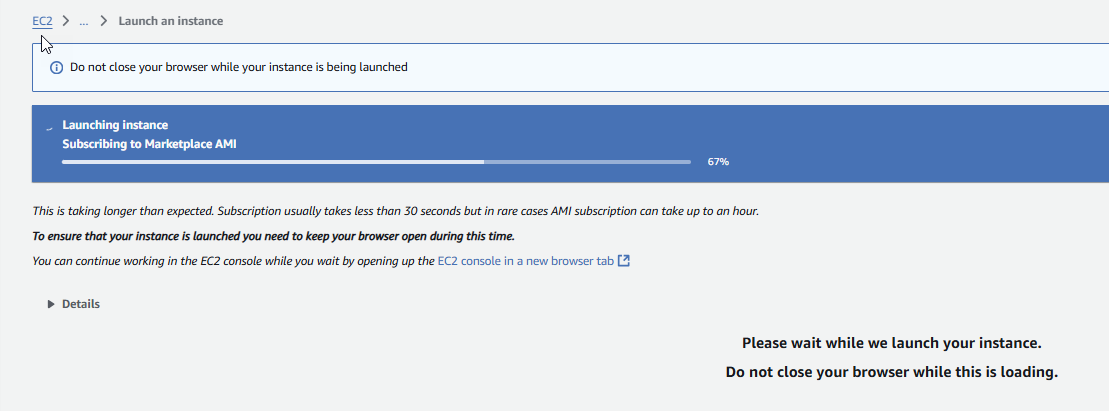 EC2 > ... > Launch an instance
Do not close your browser while your instance is being launched
Launching instance
Subscribing to Marketplace AMI
67%
This is taking longer than expected. Subscription usually takes less than 30 seconds but in rare cases AMI subscription can take up to an hour.
To ensure that your instance is launched you need to keep your browser open during this time.
You can continue working in the EC2 console while you wait by opening up the EC2 console in a new browser tab
Details
Please wait while we launch your instance.
Do not close your browser while this is loading.